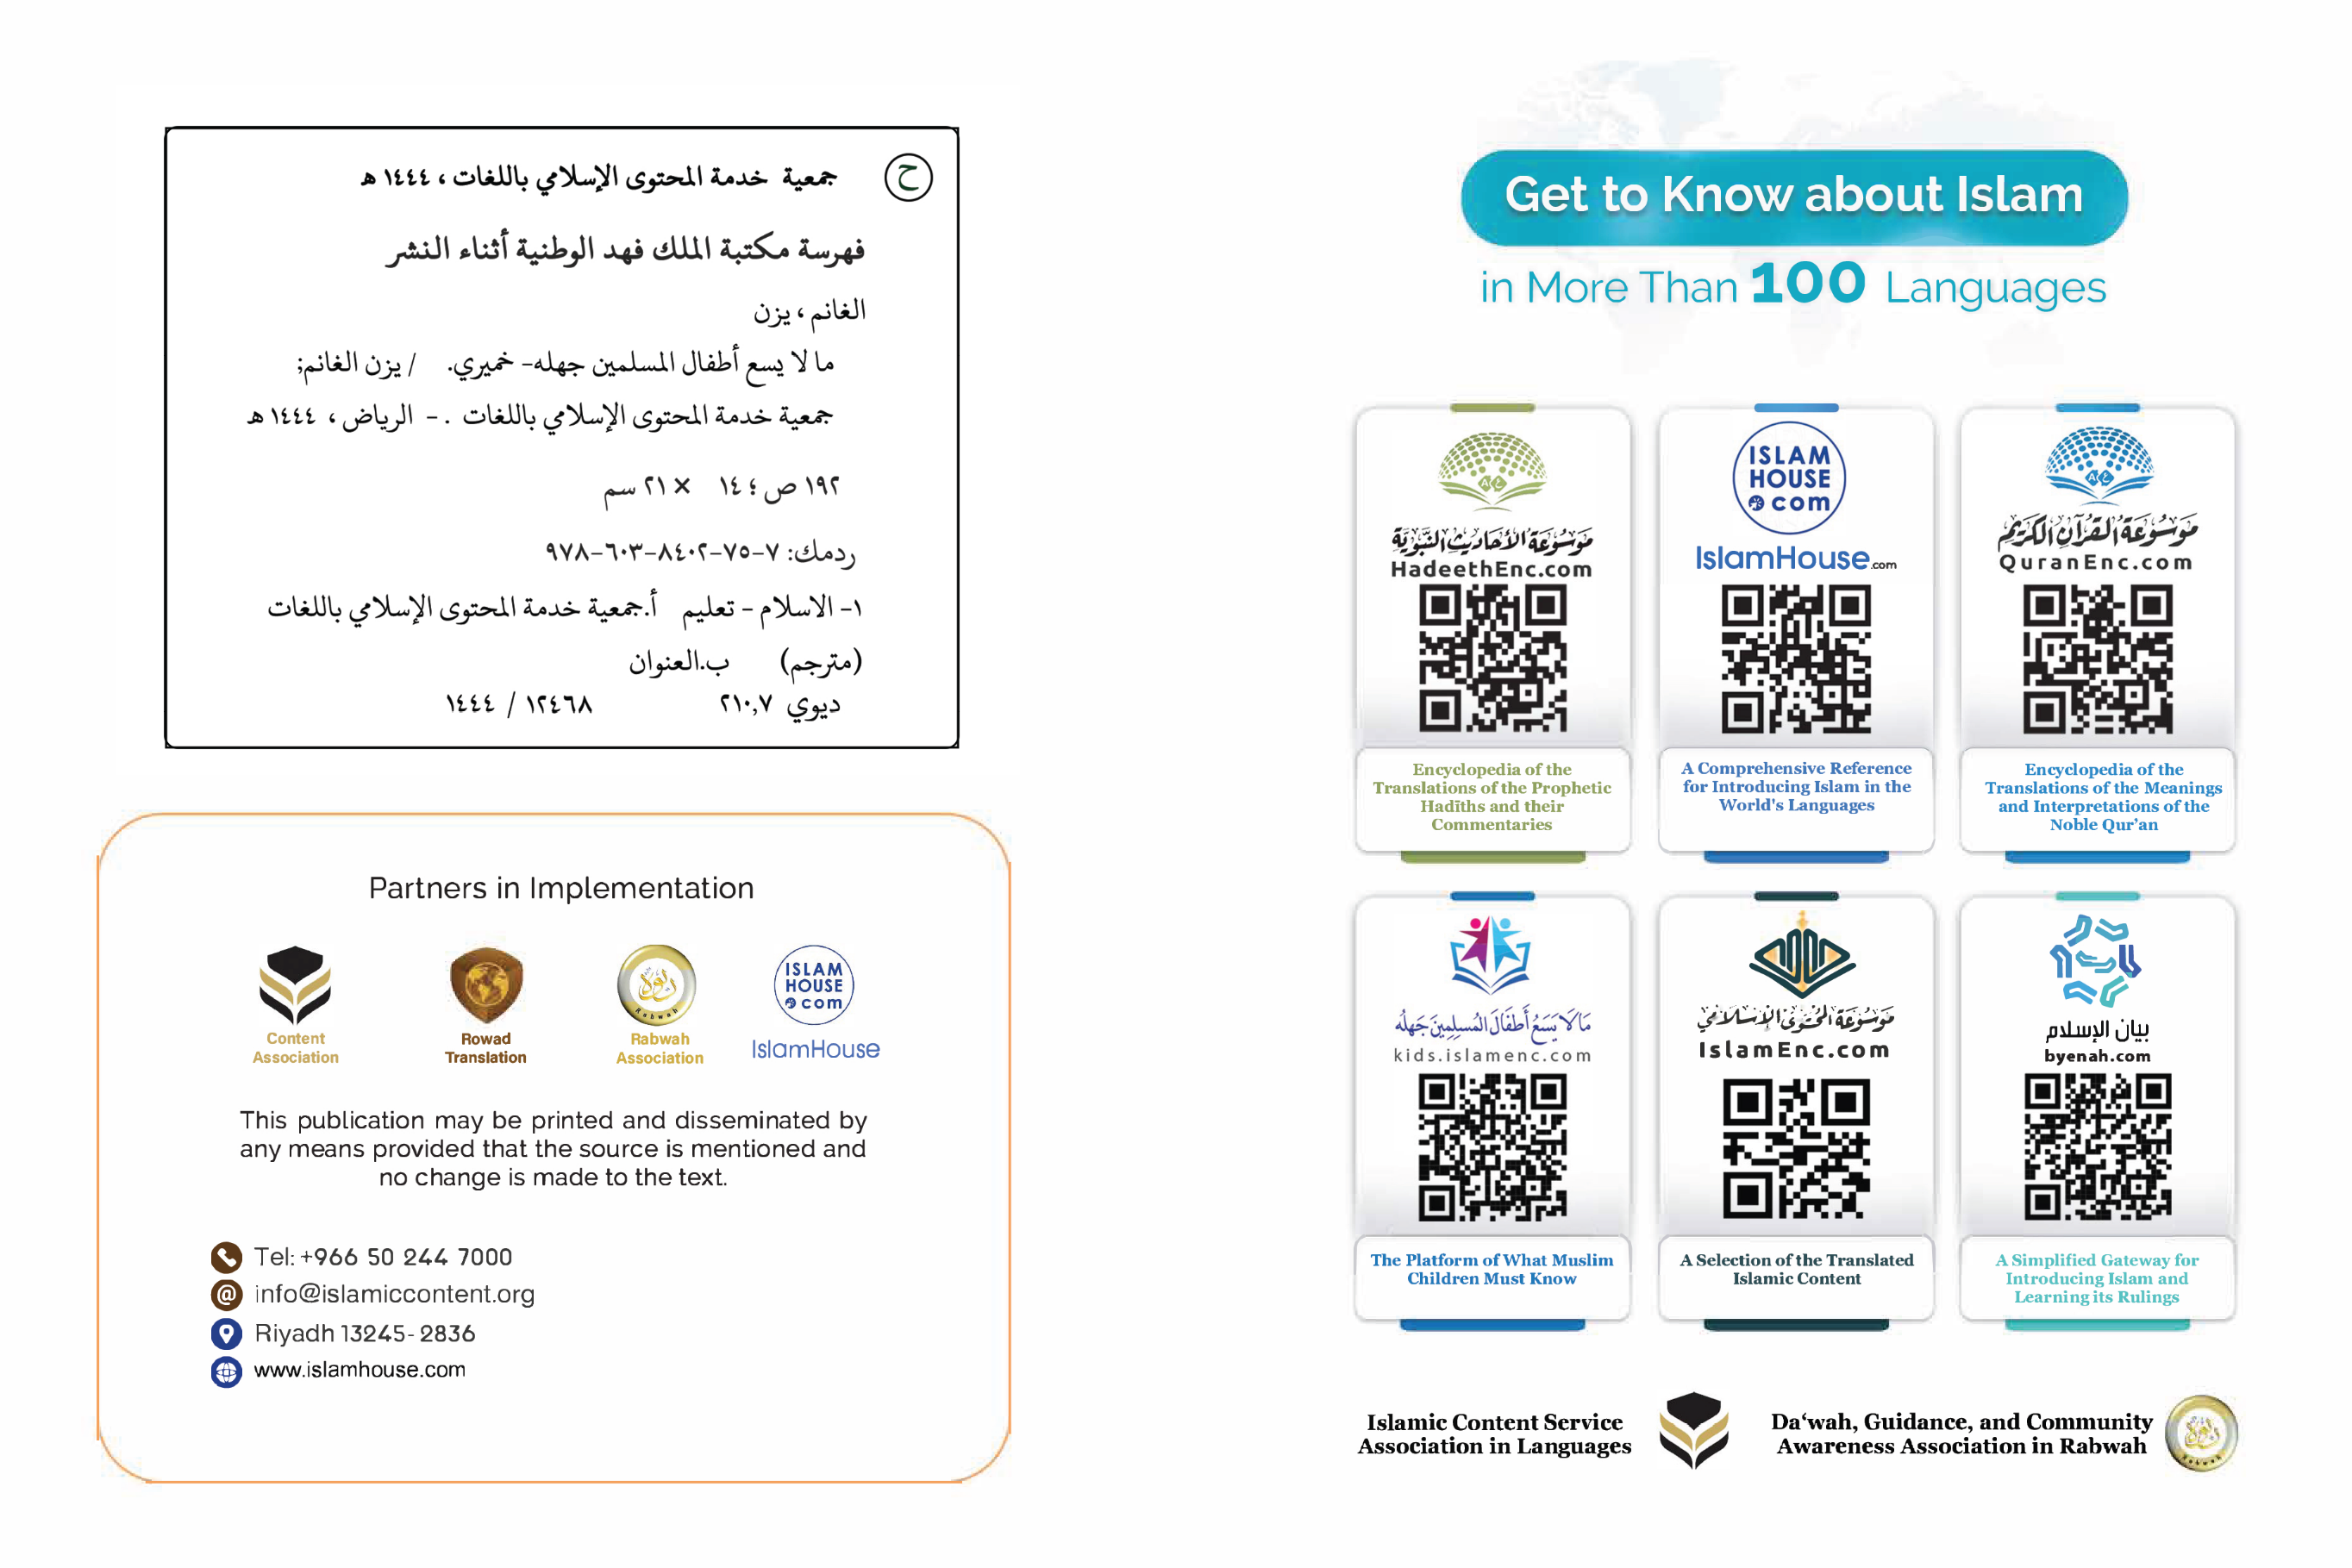 ح
جمعية خدمة المحتوى الإسلامي باللغات ، ١٤٤٤ هـ
فهرسة مكتبة الملك فهد الوطنية أثناء النشر
الغانم ، يزن
ما لا يسع أطفال المسلمين جهله- خميري. / يزن الغانم;
جمعية خدمة المحتوى الإسلامي باللغات .- الرياض ، ١٤٤٤ هـ
١٩٢ ص ؛ ١٤ × ٢١ سم
ردمك: ٧-٧٥-٨٤٠٢-٦٠٣-٩٧٨
١- الاسلام - تعليم أ.جمعية خدمة المحتوى الإسلامي باللغات
(مترجم) ب.العنوان
ديوي ٢١٠,٧ ١٢٤٦٨ / ١٤٤٤
Partners in Implementation
Content
Association
Rowad
Translation
Rabwah
Rabwah
Association
ISLAM
HOUSE
com
IslamHouse
This publication may be printed and disseminated by
any means provided that the source is mentioned and
no change is made to the text.
Tel: +966 50 244 7000
info@islamiccontent.org
Riyadh 13245- 2836
www.islamhouse.com
Get to Know about Islam
in More Than 100 Languages
موسوعة الأحاديث النبوية
HadeethEnc.com
Encyclopedia of the
Translations of the Prophetic
Hadīths and their
Commentaries
ISLAM
HOUSE
com
IslamHouse.com
A Comprehensive Reference
for Introducing Islam in the
World's Languages
موسوعة القرآن الكريم
QuranEnc.com
Encyclopedia of the
Translations of the Meanings
and Interpretations of the
Noble Qur’an
مَا لَا يَسَعُ أَطْفَالَ المُسْلِمِينَ جَهْلُه
kids.islamenc.com
The Platform of What Muslim
Children Must Know
موسوعة المحتوى الإسلامي
IslamEnc.com
A Selection of the Translated
Islamic Content
بيان الإسلام
byenah.com
A Simplified Gateway for
Introducing Islam and
Learning its Rulings
Islamic Content Service
Association in Languages
Da‘wah, Guidance, and Community
Awareness Association in Rabwah
Rabwah